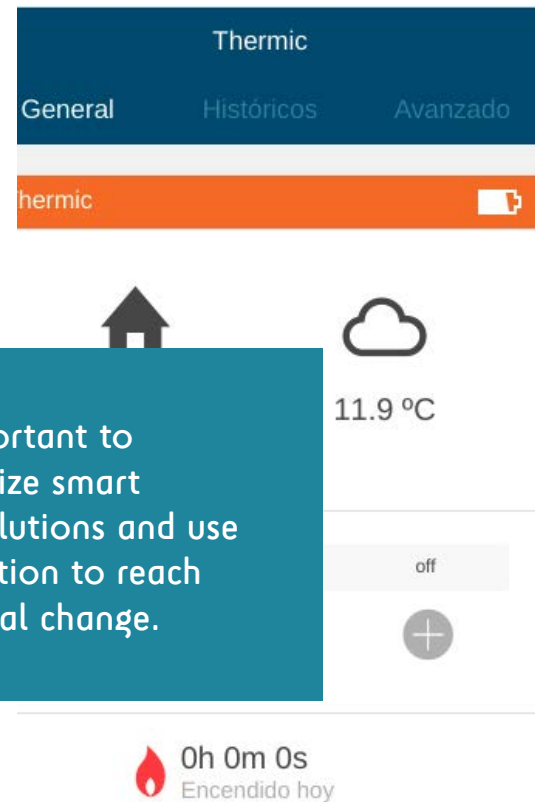 Thermic
General Históricos Avanzado
hermic
11.9 ºC
ortant to
ize smart
lutions and use
tion to reach
al change.
off
0h 0m 0s
Encendido hoy